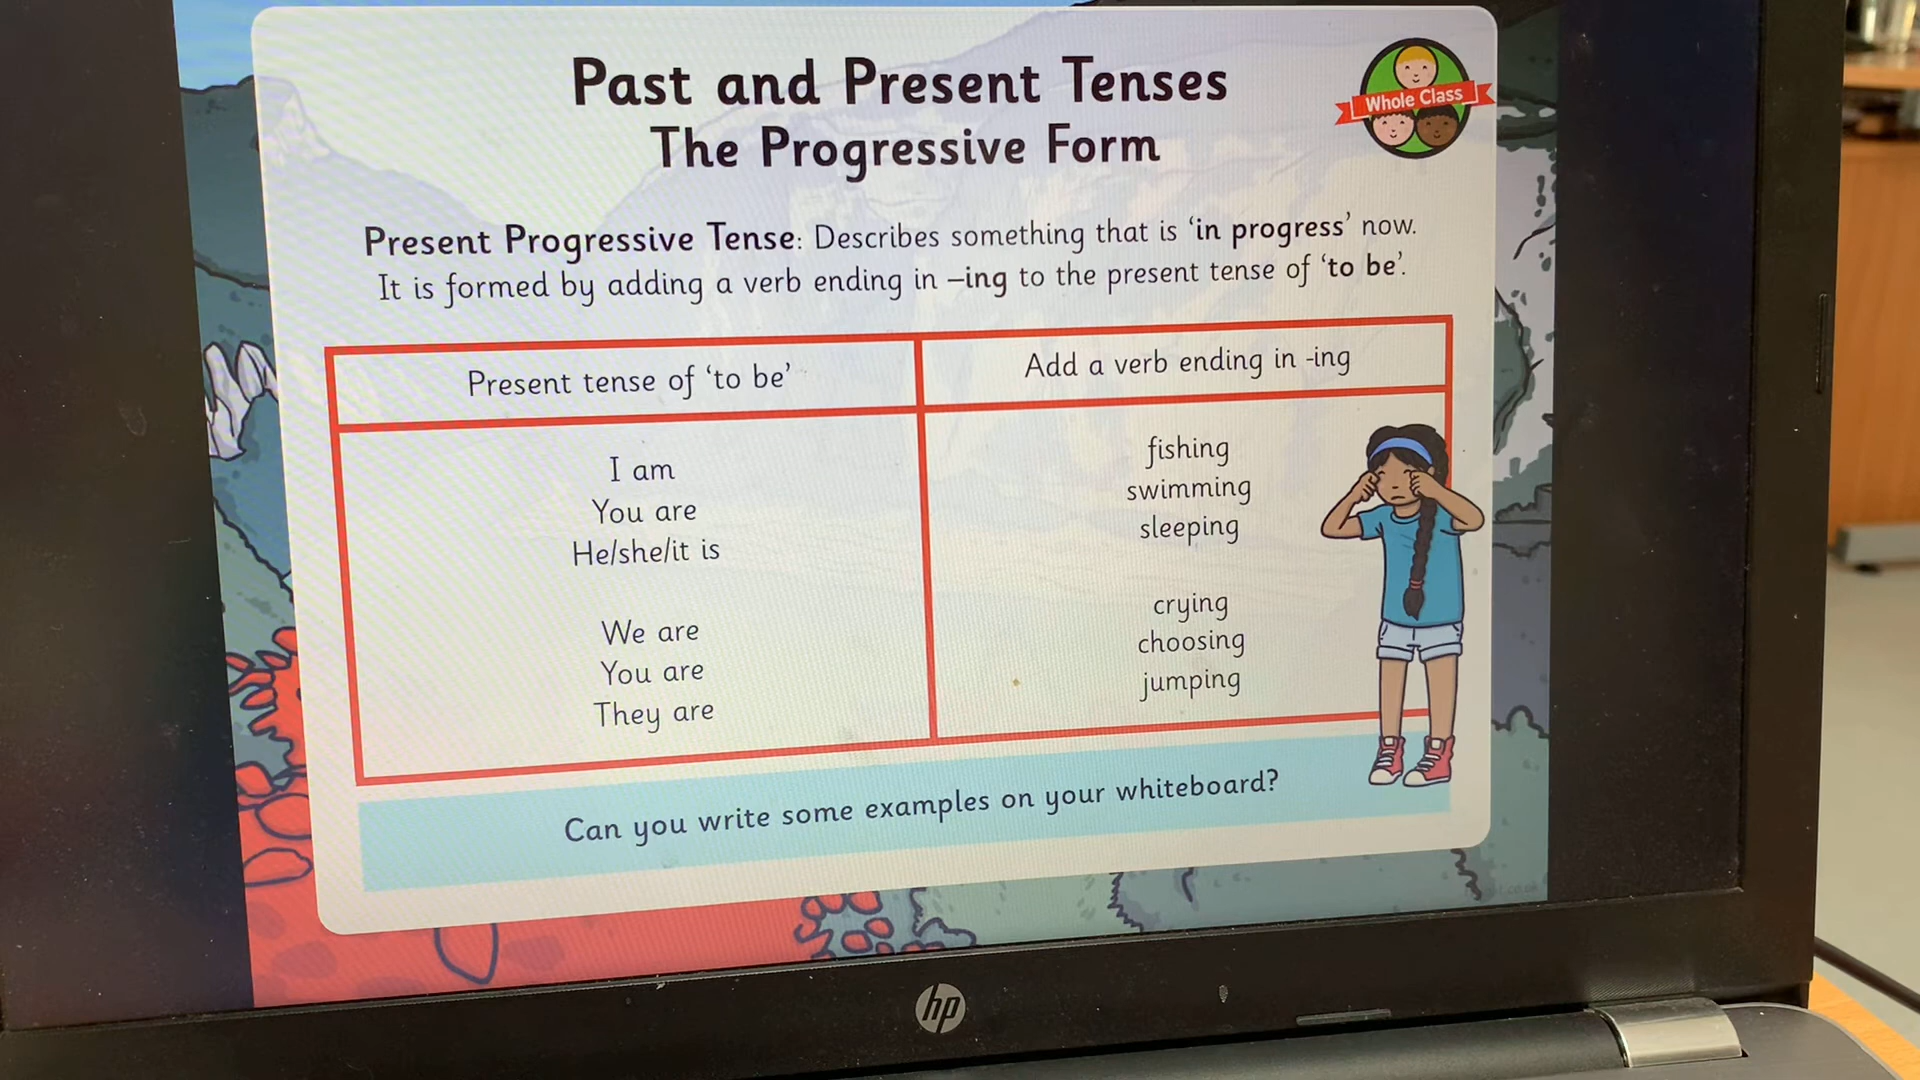 Past and Present Tenses
The Progressive Form
Whole Class
Present Progressive Tense: Describes something that is ‘in progress’ now.
It is formed by adding a verb ending in –ing to the present tense of ‘to be’.
Present tense of ‘to be’
Add a verb ending in -ing
I am
You are
He/she/it is
We are
You are
They are
fishing
swimming
sleeping
crying
choosing
jumping
Can you write some examples on your whiteboard?
hp